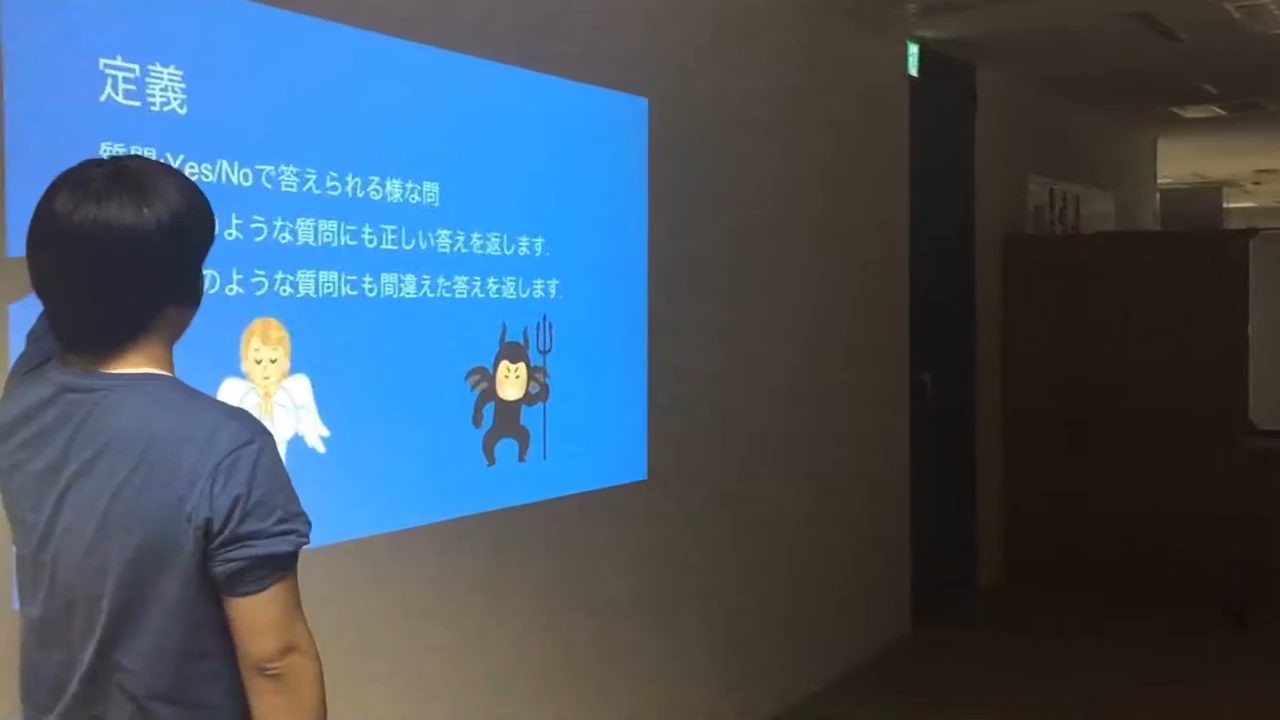 定義
質問:Yes/Noで答えられる様な問
ような質問にも正しい答えを返します.
のような質問にも間違えた答えを返します.